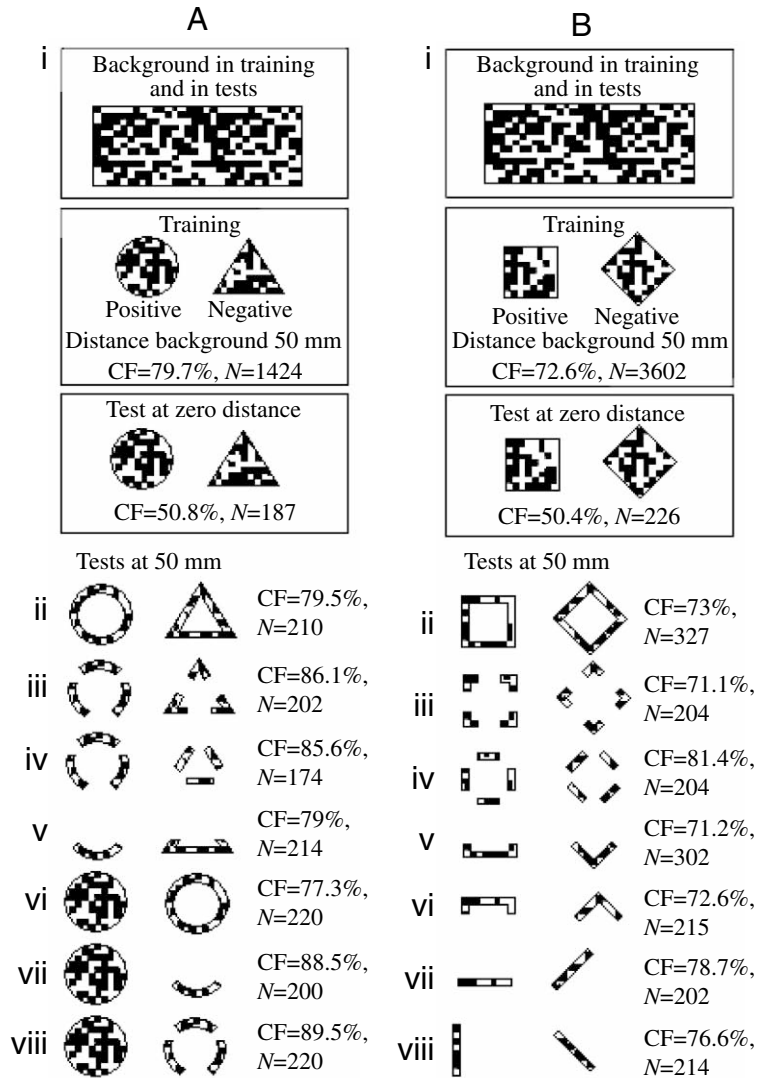 A
i
Background in training
and in tests
Training
Positive Negative
Distance background 50 mm
CF=79.7%, N=1424
Test at zero distance
CF=50.8%, N=187
Tests at 50 mm
ii
CF=79.5%,
N=210
iii
CF=86.1%,
N=202
iv
CF=85.6%,
N=174
v
CF=79%,
N=214
vi
CF=77.3%,
N=220
vii
CF=88.5%,
N=200
viii
CF=89.5%,
N=220
B
i
Background in training
and in tests
Training
Positive Negative
Distance background 50 mm
CF=72.6%, N=3602
Test at zero distance
CF=50.4%, N=226
Tests at 50 mm
ii
CF=73%,
N=327
iii
CF=71.1%,
N=204
iv
CF=81.4%,
N=204
v
CF=71.2%,
N=302
vi
CF=72.6%,
N=215
vii
CF=78.7%,
N=202
viii
CF=76.6%,
N=214